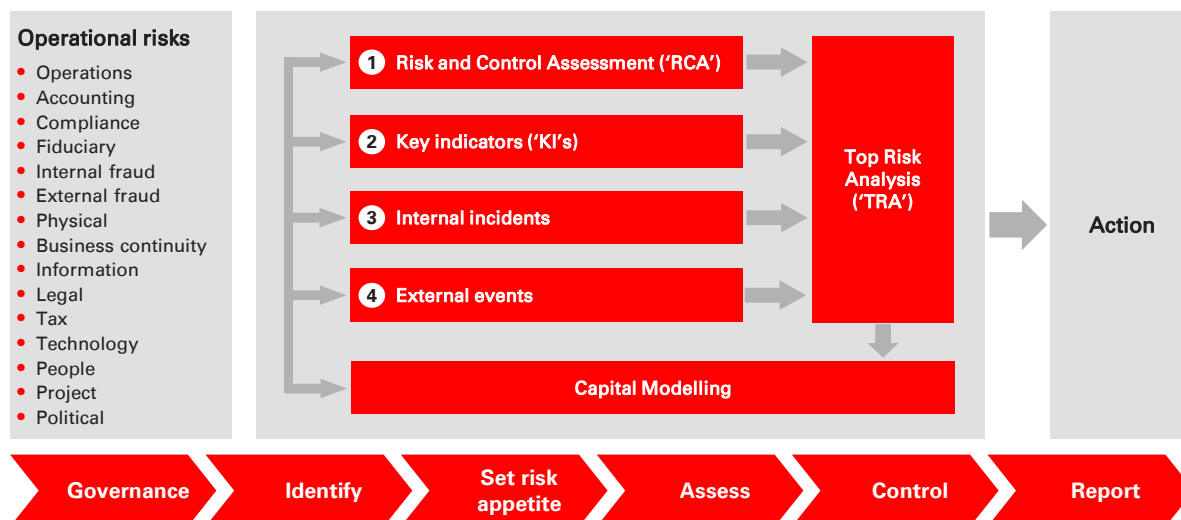 Operational risks
• Operations
• Accounting
• Compliance
• Fiduciary
• Internal fraud
• External fraud
• Physical
• Business continuity
• Information
• Legal
• Tax
• Technology
• People
• Project
• Political
1 Risk and Control Assessment (‘RCA’)
2 Key indicators (‘KI’s)
3 Internal incidents
4 External events
Top Risk
Analysis
(‘TRA’)
Capital Modelling
Action
Governance
Identify
Set risk
appetite
Assess
Control
Report